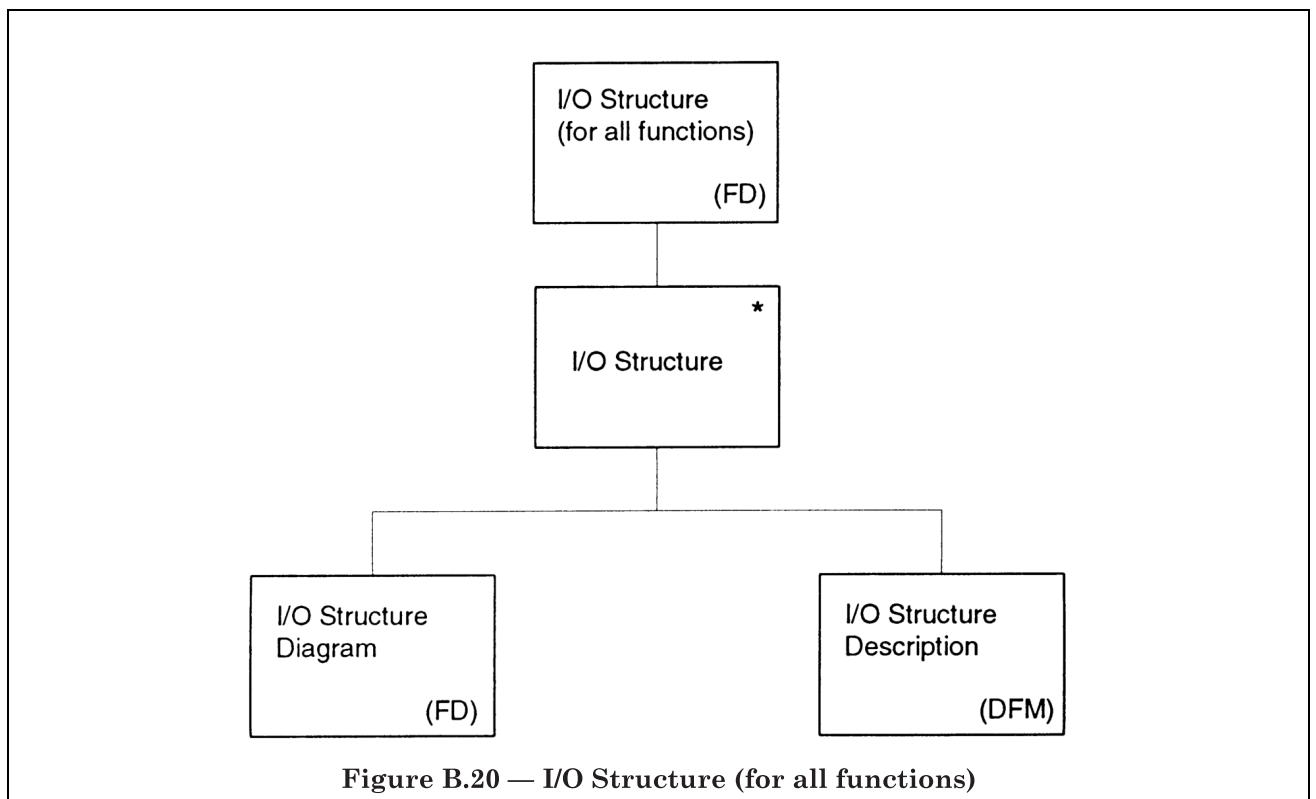 I/O Structure
(for all functions)
(FD)
*
I/O Structure
I/O Structure
Diagram
(FD)
I/O Structure
Description
(DFM)
Figure B.20 — I/O Structure (for all functions)